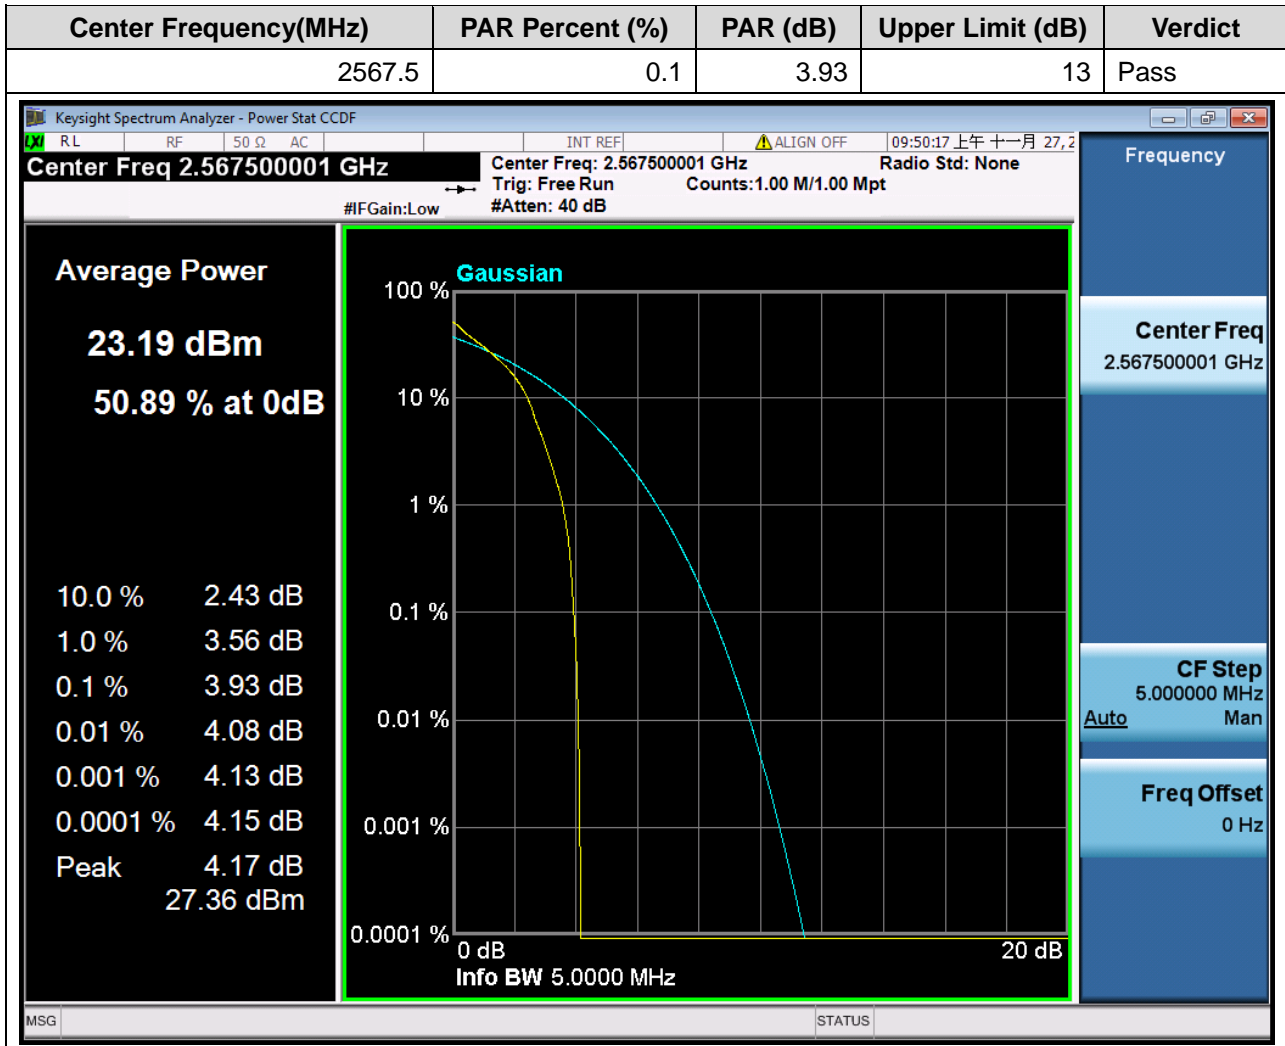 Center Frequency(MHz) PAR Percent (%) PAR (dB) Upper Limit (dB) Verdict
2567.5 0.1 3.93 13 Pass
Keysight Spectrum Analyzer - Power Stat CCDF
LXI RL RF 50 Ω AC INT REF ALIGN OFF 09:50:17 上午 十一月 27, 2
Center Freq 2.567500001 GHz
Center Freq: 2.567500001 GHz Radio Std: None
Trig: Free Run Counts:1.00 M/1.00 Mpt
#IFGain:Low #Atten: 40 dB
Average Power
23.19 dBm
50.89 % at 0dB
10.0 % 2.43 dB
1.0 % 3.56 dB
0.1 % 3.93 dB
0.01 % 4.08 dB
0.001 % 4.13 dB
0.0001 % 4.15 dB
Peak 4.17 dB
27.36 dBm
Gaussian
100 %
10 %
1 %
0.1 %
0.01 %
0.001 %
0.0001 %
0 dB 20 dB
Info BW 5.0000 MHz
Frequency
Center Freq
2.567500001 GHz
CF Step
5.000000 MHz
Auto Man
Freq Offset
0 Hz
MSG STATUS